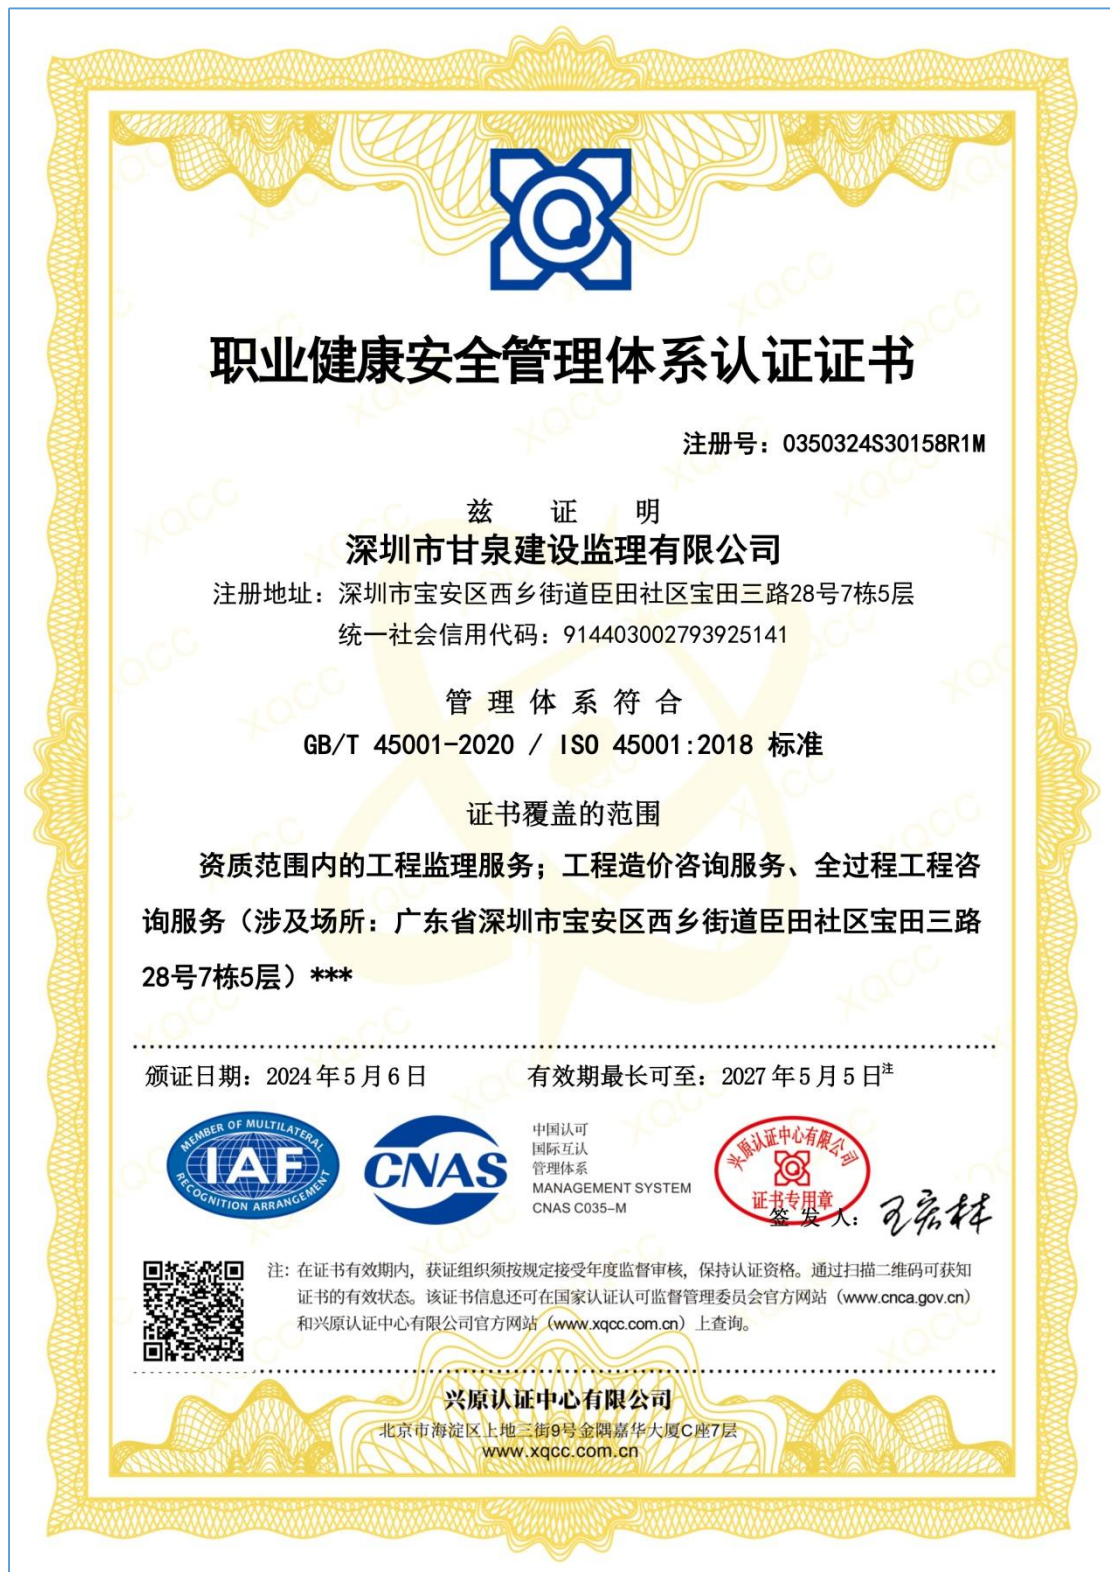 职业健康安全管理体系认证证书
注册号：0350324S30158R1M
兹 证 明
深圳市甘泉建设监理有限公司
注册地址：深圳市宝安区西乡街道臣田社区宝田三路28号7栋5层
统一社会信用代码：914403002793925141
管 理 体 系 符 合
GB/T 45001-2020 / ISO 45001:2018 标准
证书覆盖的范围
资质范围内的工程监理服务；工程造价咨询服务、全过程工程咨
询服务（涉及场所：广东省深圳市宝安区西乡街道臣田社区宝田三路
28号7栋5层）***
颁证日期：2024年5月6日
有效期最长可至：2027年5月5日注
MEMBER OF MULTILATERAL
IAF
RECOGNITION ARRANGEMENT
CNAS
中国认可
国际互认
管理体系
MANAGEMENT SYSTEM
CNAS C035-M
兴原认证中心有限公司
证书专用章
签 发 人：王宏林
注：在证书有效期内，获证组织须按规定接受年度监督审核，保持认证资格。通过扫描二维码可获知
证书的有效状态。该证书信息还可在国家认证认可监督管理委员会官方网站（www.cnca.gov.cn）
和兴原认证中心有限公司官方网站（www.xqcc.com.cn）上查询。
兴原认证中心有限公司
北京市海淀区上地三街9号金隅嘉华大厦C座7层
www.xqcc.com.cn